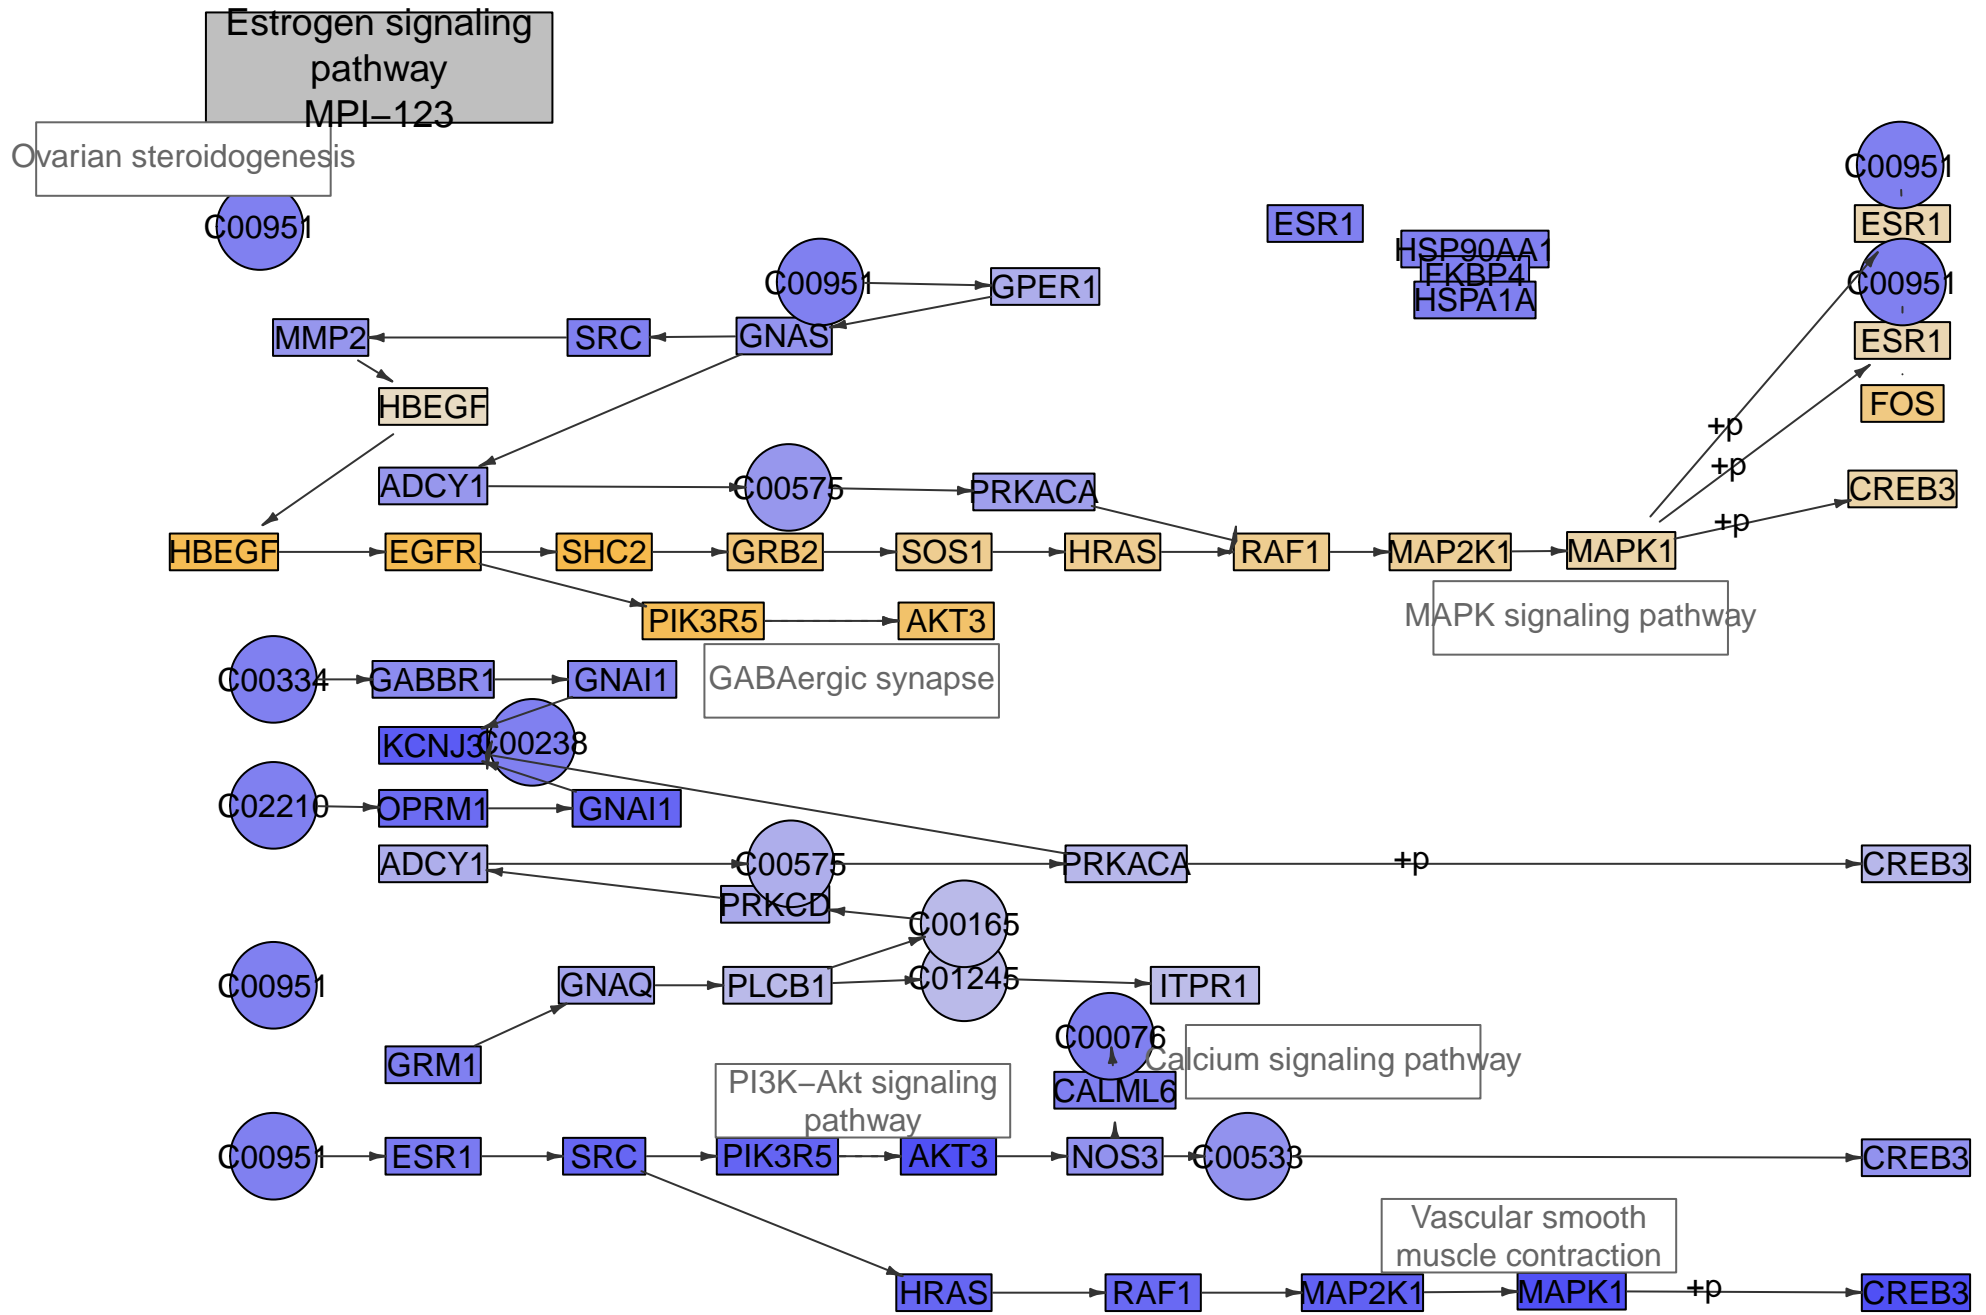 Estrogen signaling
pathway
MPI−123
Ovarian steroidogenesis
C00951
C00951
ESR1
ESR1
C00951
HSP90AA1
FKBP4
HSPA1A
C00951
GPER1
C00951
MMP2
SRC
GNAS
ESR1
HBEGF
FOS
+p
+p
ADCY1
C00575
PRKACA
CREB3
+p
HBEGF
EGFR
SHC2
GRB2
SOS1
HRAS
RAF1
MAP2K1
MAPK1
PIK3R5
AKT3
MAPK signaling pathway
C00334
GABBR1
GNAI1
GABAergic synapse
KCNJ3
C00238
C02210
OPRM1
GNAI1
ADCY1
C00575
PRKACA
+p
CREB3
PRKCD
C00165
C00951
GNAQ
PLCB1
C01245
ITPR1
C00076
Calcium signaling pathway
GRM1
CALML6
PI3K−Akt signaling
pathway
C00951
ESR1
SRC
PIK3R5
AKT3
NOS3
C00533
CREB3
Vascular smooth
muscle contraction
HRAS
RAF1
MAP2K1
MAPK1
+p
CREB3